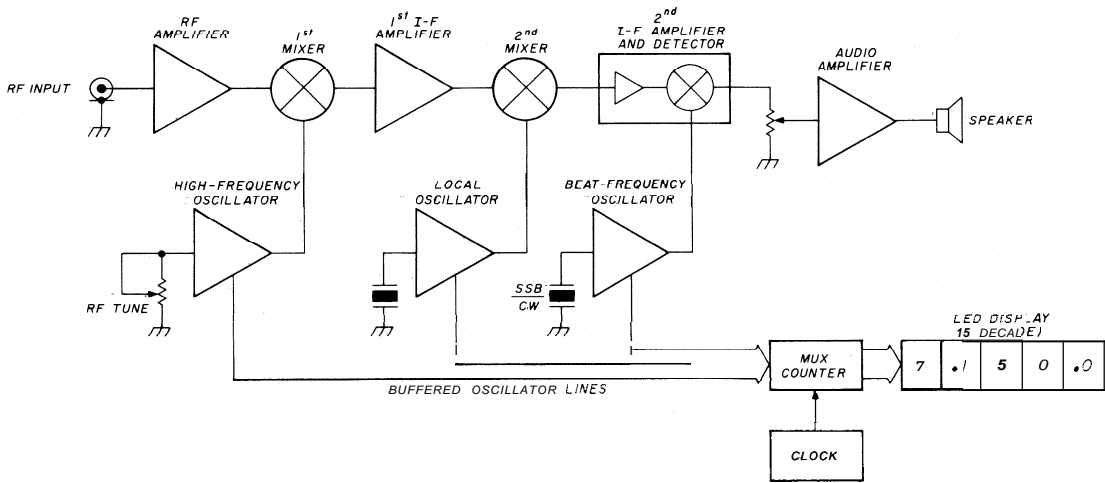 RF
AMPLIFIER
1st
MIXER
1st I-F
AMPLIFIER
2nd
MIXER
2nd
I-F AMPLIFIER
AND DETECTOR
AUDIO
AMPLIFIER
RF INPUT
SPEAKER
HIGH-FREQUENCY
OSCILLATOR
LOCAL
OSCILLATOR
BEAT-FREQUENCY
OSCILLATOR
RF TUNE
SSB
CW
LED DISPLAY
15 DECADE)
MUX
COUNTER
7 .1 5 0 .0
BUFFERED OSCILLATOR LINES
CLOCK